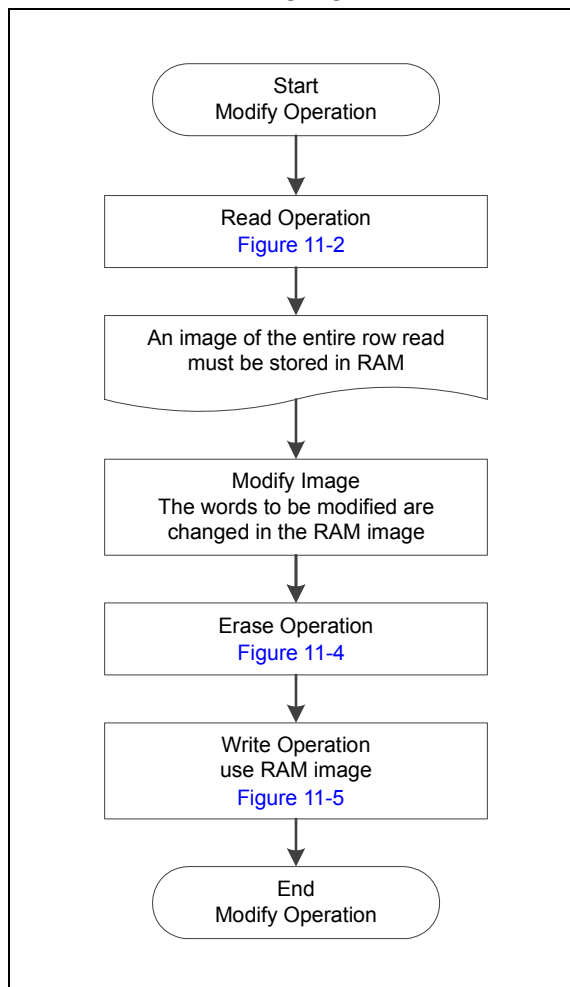 Start
Modify Operation
Read Operation
Figure 11-2
An image of the entire row read
must be stored in RAM
Modify Image
The words to be modified are
changed in the RAM image
Erase Operation
Figure 11-4
Write Operation
use RAM image
Figure 11-5
End
Modify Operation